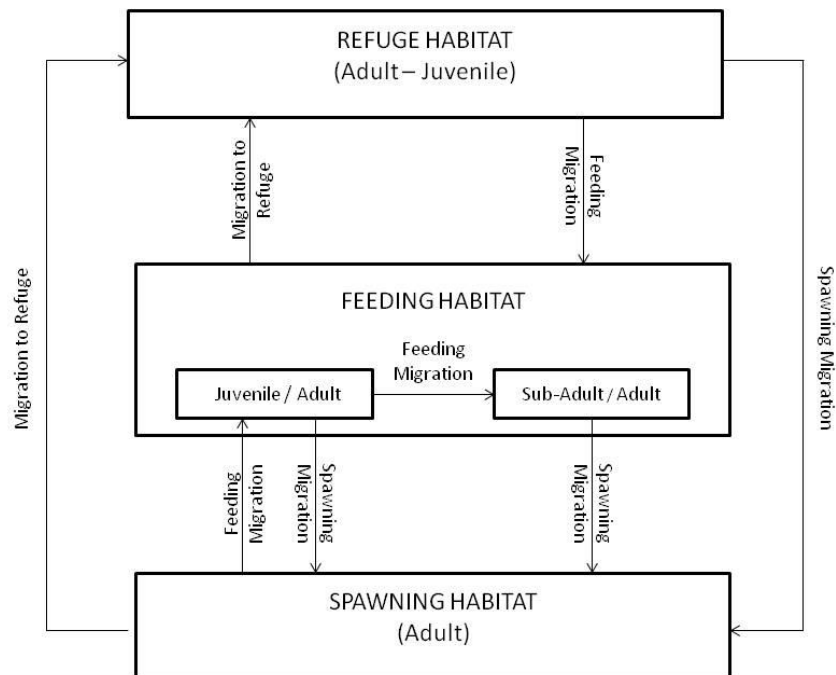 REFUGE HABITAT
(Adult – Juvenile)
Migration to
Refuge
Feeding
Migration
Migration to Refuge
Spawning Migration
FEEDING HABITAT
Feeding
Migration
Juvenile / Adult
Sub-Adult / Adult
Feeding
Migration
Spawning
Migration
Spawning
Migration
SPAWNING HABITAT
(Adult)